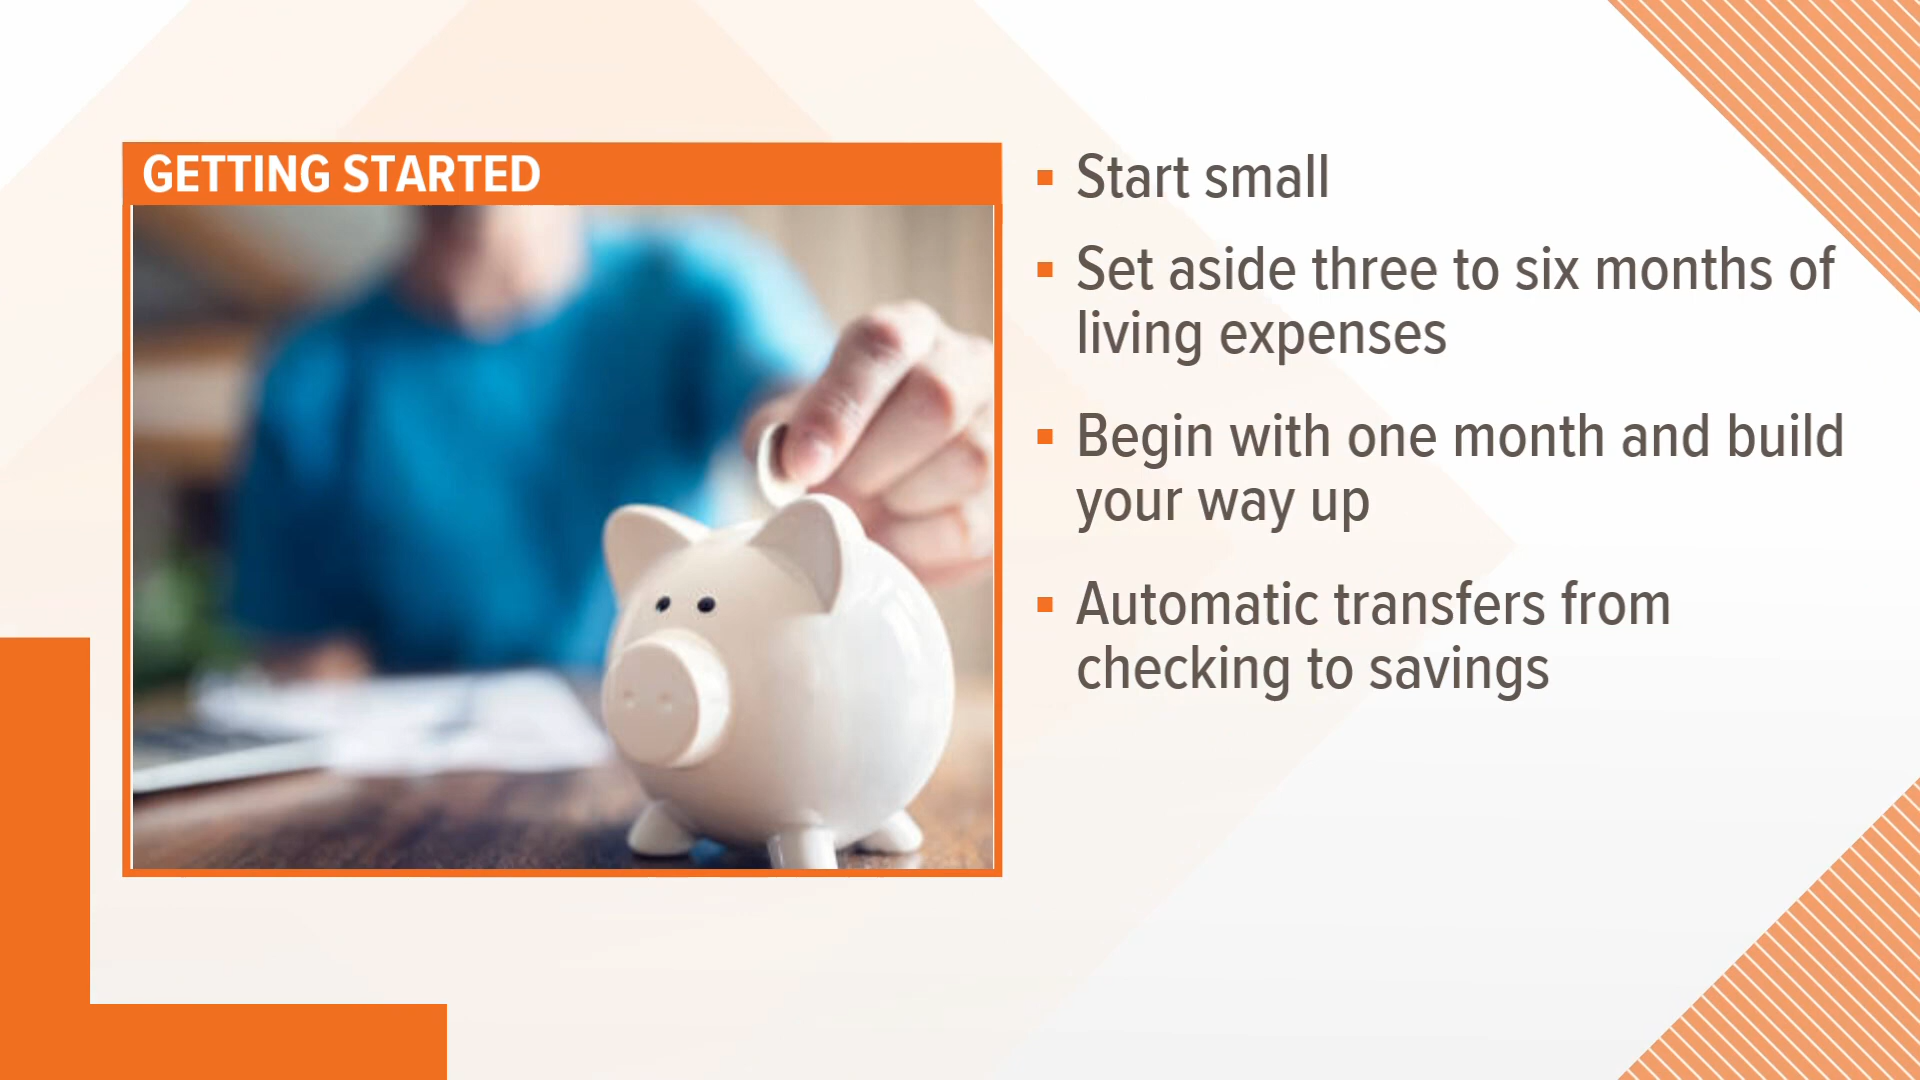 GETTING STARTED
Start small
Set aside three to six months of
living expenses
Begin with one month and build
your way up
Automatic transfers from
checking to savings